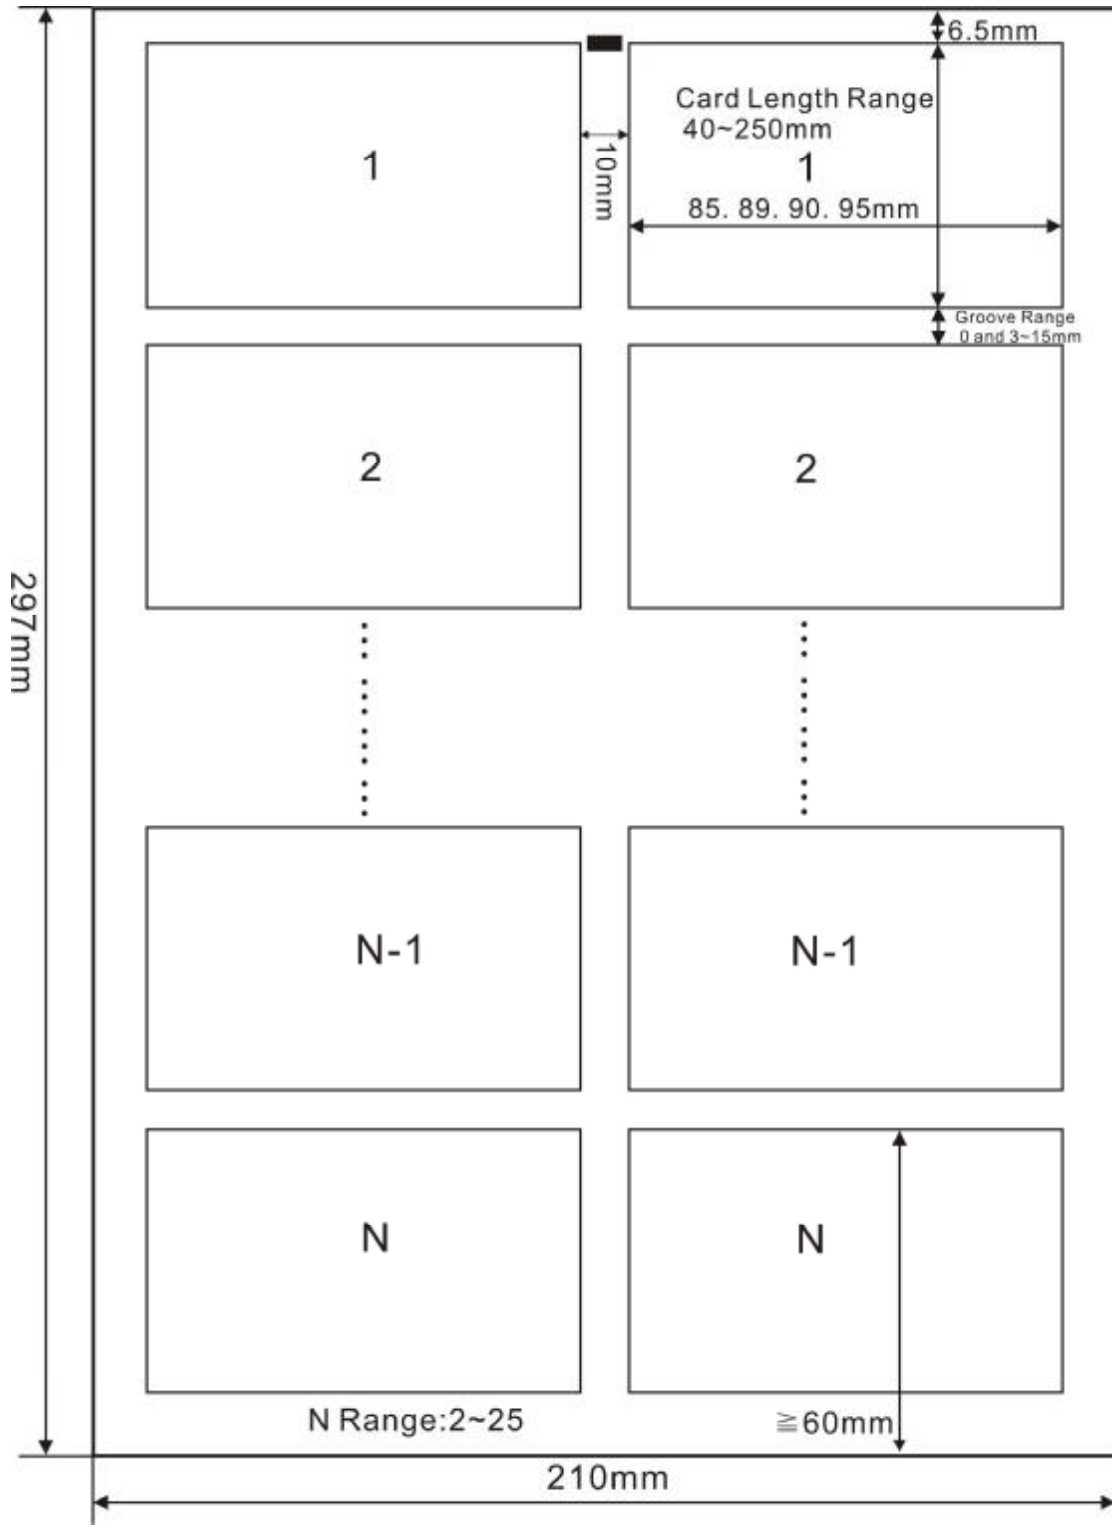 6.5mm
Card Length Range
40~250mm
1
10mm
1
85. 89. 90. 95mm
Groove Range
0 and 3~15mm
2
2
297mm
N-1
N-1
N
N
N Range:2~25
≧60mm
210mm